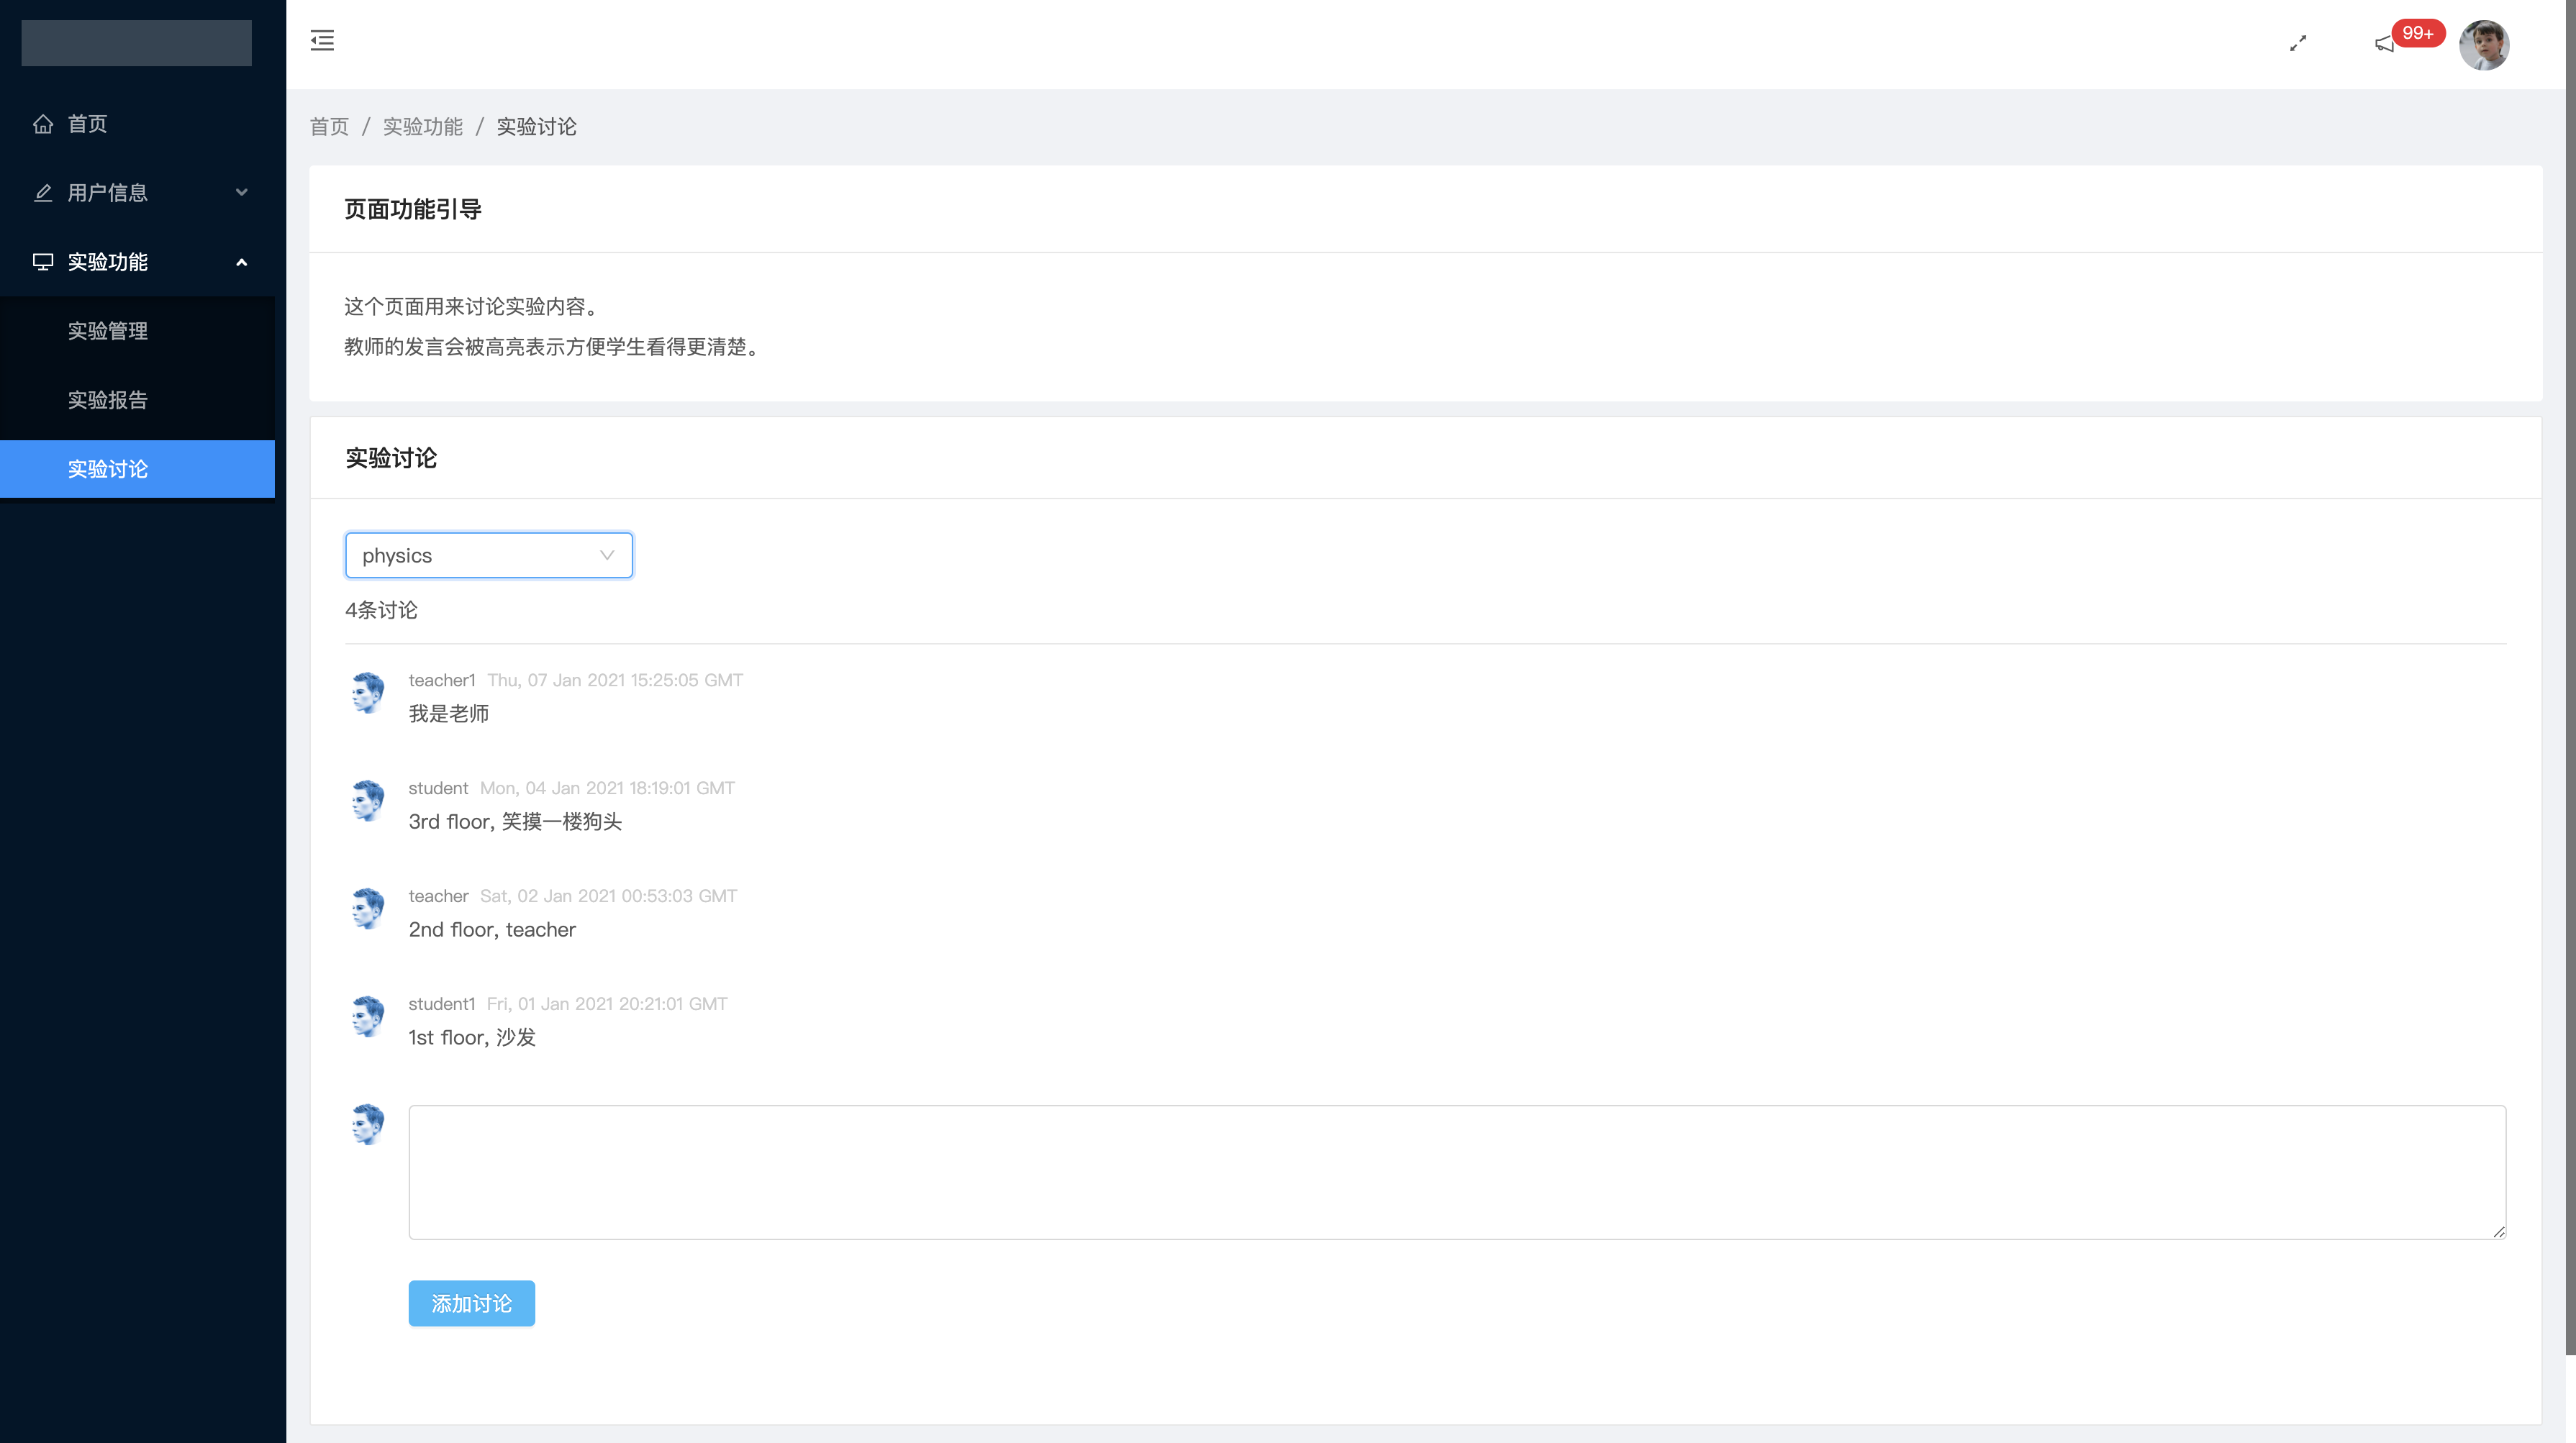 首页
用户信息
实验功能
实验管理
实验报告
实验讨论
99+
首页 / 实验功能 / 实验讨论
页面功能引导
这个页面用来讨论实验内容。
教师的发言会被高亮表示方便学生看得更清楚。
实验讨论
physics
4条讨论
teacher1 Thu, 07 Jan 2021 15:25:05 GMT
我是老师
student Mon, 04 Jan 2021 18:19:01 GMT
3rd floor, 笑摸一楼狗头
teacher Sat, 02 Jan 2021 00:53:03 GMT
2nd floor, teacher
student1 Fri, 01 Jan 2021 20:21:01 GMT
1st floor, 沙发
添加讨论